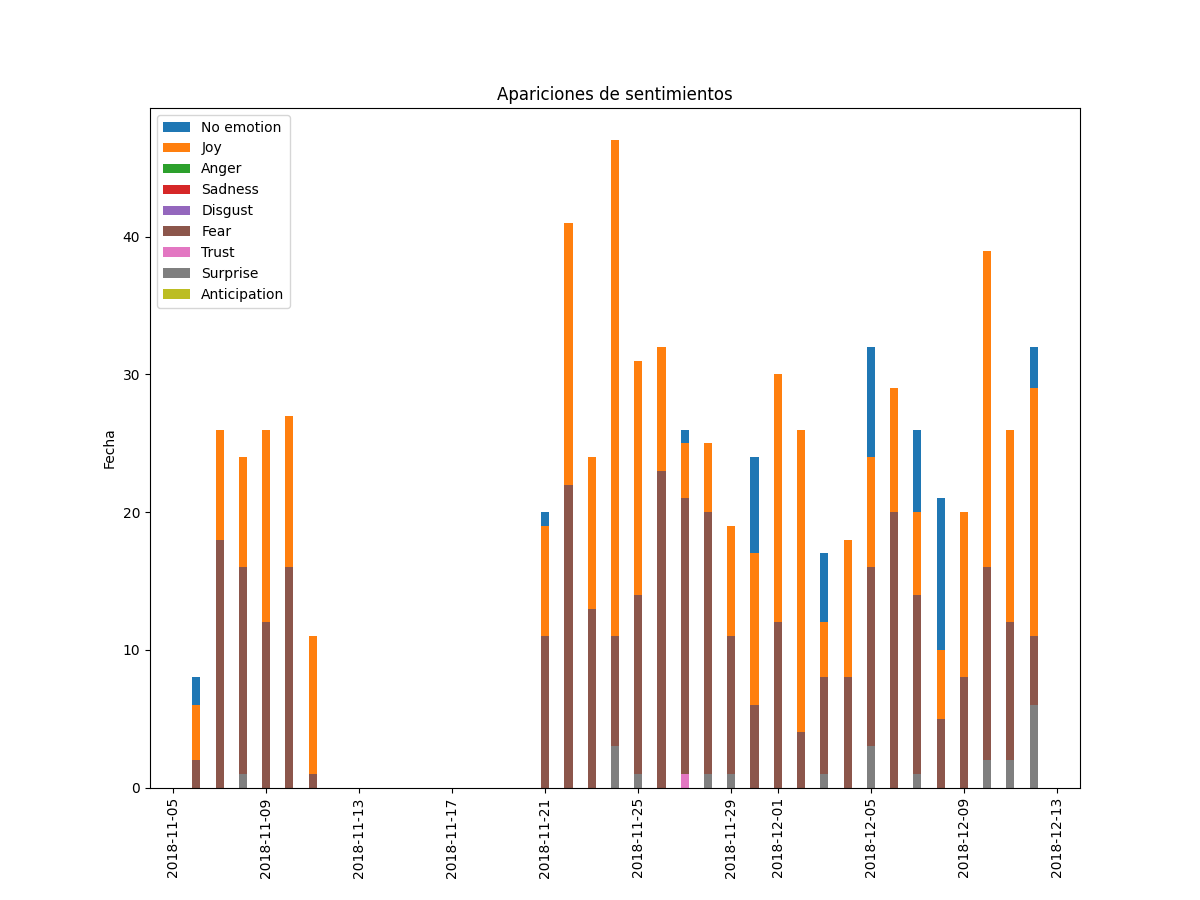 Apariciones de sentimientos
No emotion
Joy
Anger
Sadness
Disgust
Fear
Trust
Surprise
Anticipation
Fecha
40
30
20
10
0
2018-11-05
2018-11-09
2018-11-13
2018-11-17
2018-11-21
2018-11-25
2018-11-29
2018-12-01
2018-12-05
2018-12-09
2018-12-13